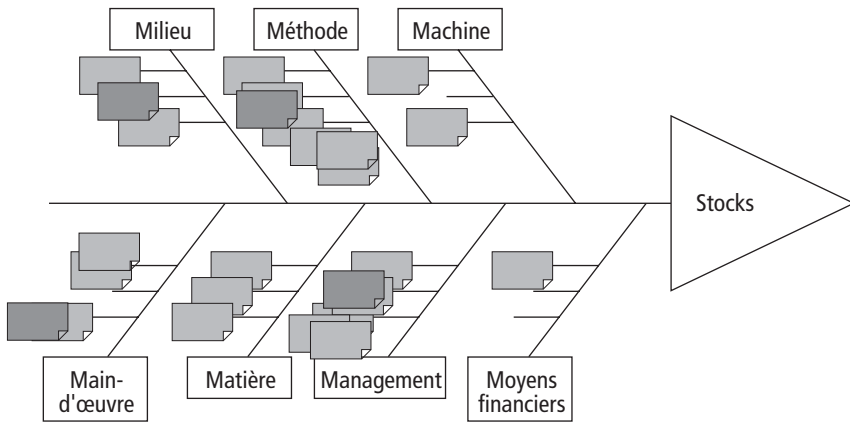 Milieu
Méthode
Machine
Stocks
Main-
d'œuvre
Matière
Management
Moyens
financiers